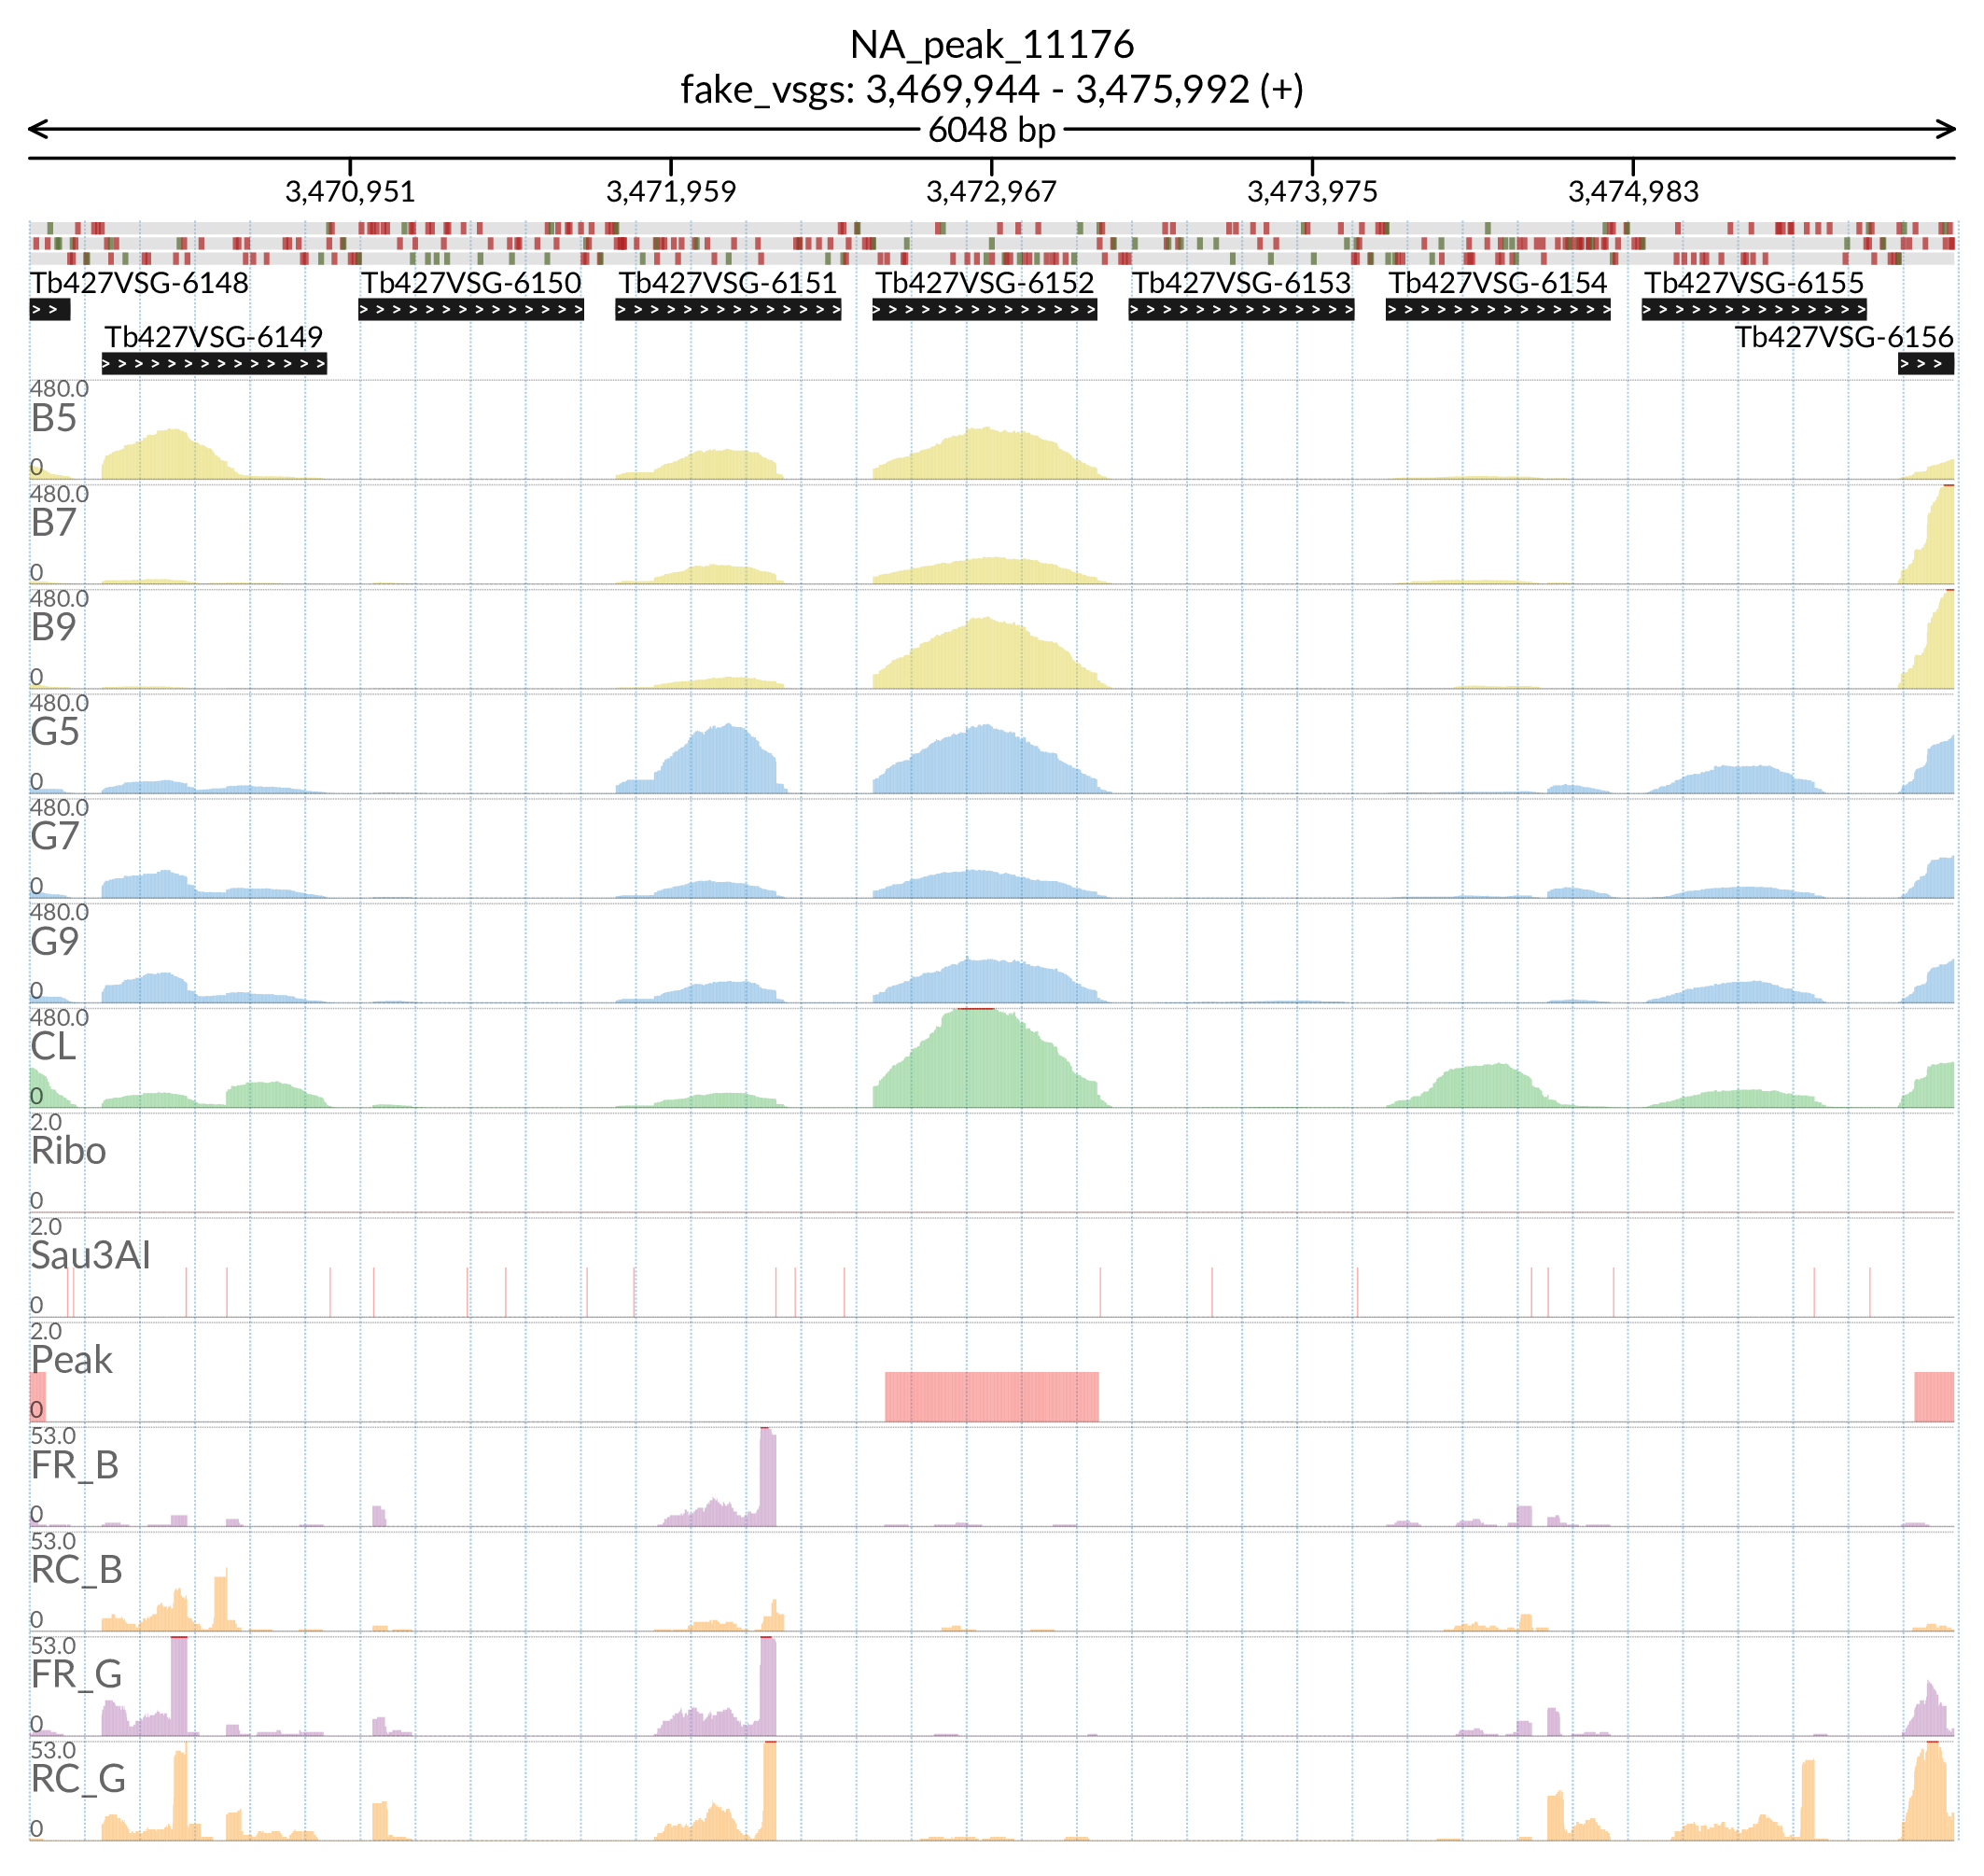 NA_peak_11176
fake_vsgs: 3,469,944 - 3,475,992 (+)
6048 bp
3,470,951 3,471,959 3,472,967 3,473,975 3,474,983
Tb427VSG-6148 Tb427VSG-6150 Tb427VSG-6151 Tb427VSG-6152 Tb427VSG-6153 Tb427VSG-6154 Tb427VSG-6155
Tb427VSG-6149 Tb427VSG-6156
480.0
B5
0
480.0
B7
0
480.0
B9
0
480.0
G5
0
480.0
G7
0
480.0
G9
0
480.0
CL
0
2.0
Ribo
0
2.0
Sau3AI
0
2.0
Peak
0
53.0
FR_B
0
53.0
RC_B
0
53.0
FR_G
0
53.0
RC_G
0